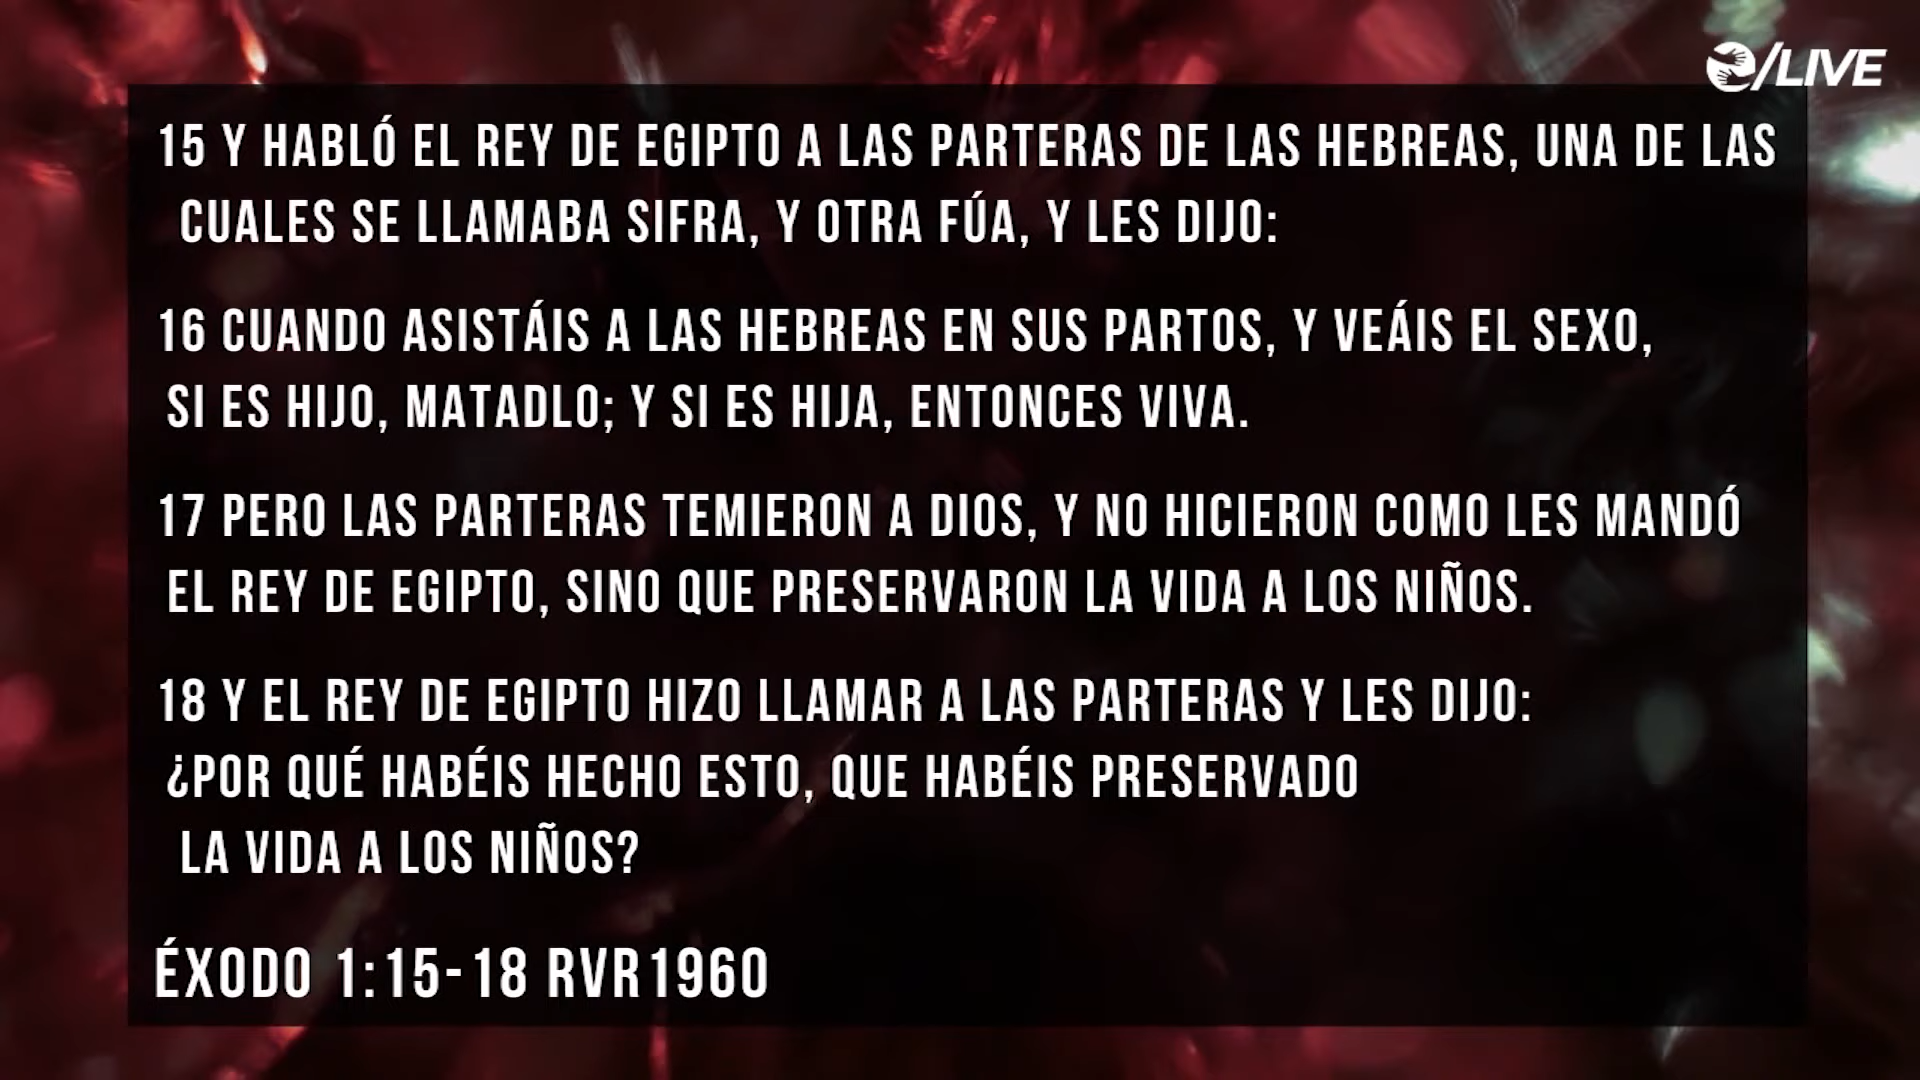 /LIVE
15 Y HABLÓ EL REY DE EGIPTO A LAS PARTERAS DE LAS HEBREAS, UNA DE LAS
CUALES SE LLAMABA SIFRA, Y OTRA FÚA, Y LES DIJO:
16 CUANDO ASISTÁIS A LAS HEBREAS EN SUS PARTOS, Y VEÁIS EL SEXO,
SI ES HIJO, MATADLO; Y SI ES HIJA, ENTONCES VIVA.
17 PERO LAS PARTERAS TEMIERON A DIOS, Y NO HICIERON COMO LES MANDÓ
EL REY DE EGIPTO, SINO QUE PRESERVARON LA VIDA A LOS NIÑOS.
18 Y EL REY DE EGIPTO HIZO LLAMAR A LAS PARTERAS Y LES DIJO:
¿POR QUÉ HABÉIS HECHO ESTO, QUE HABÉIS PRESERVADO
LA VIDA A LOS NIÑOS?
ÉXODO 1:15-18 RVR1960